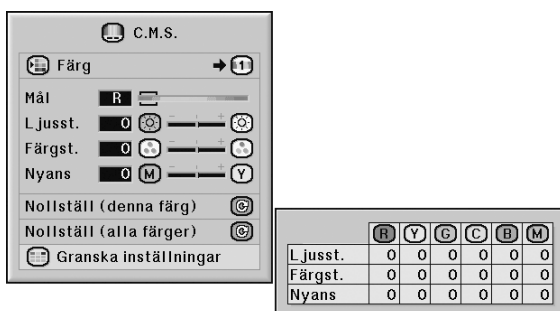 C.M.S.
Färg 1
Mål R
Ljusst. 0
Färgst. 0
Nyans 0 M Y
Nollställ (denna färg)
Nollställ (alla färger)
Granska inställningar
R Y G C B M
Ljusst. 0 0 0 0 0 0
Färgst. 0 0 0 0 0 0
Nyans 0 0 0 0 0 0